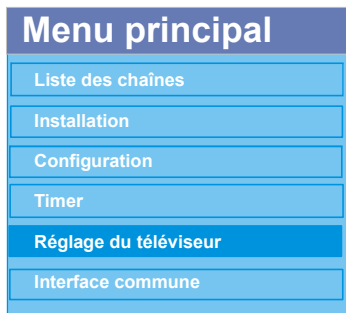 Menu principal
Liste des chaînes
Installation
Configuration
Timer
Réglage du téléviseur
Interface commune